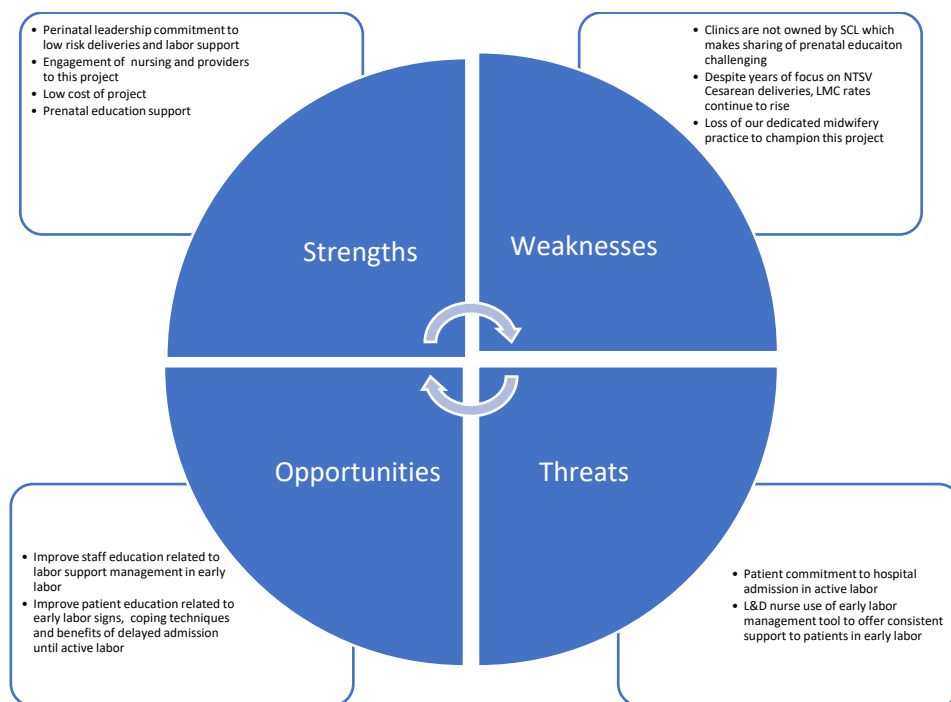 • Perinatal leadership commitment to
low risk deliveries and labor support
• Engagement of nursing and providers
to this project
• Low cost of project
• Prenatal education support
• Clinics are not owned by SCL which
makes sharing of prenatal educaiton
challenging
• Despite years of focus on NTSV
Cesarean deliveries, LMC rates
continue to rise
• Loss of our dedicated midwifery
practice to champion this project
Strengths
Weaknesses
Opportunities
Threats
• Improve staff education related to
labor support management in early
labor
• Improve patient education related to
early labor signs, coping techniques
and benefits of delayed admission
until active labor
• Patient commitment to hospital
admission in active labor
• L&D nurse use of early labor
management tool to offer consistent
support to patients in early labor